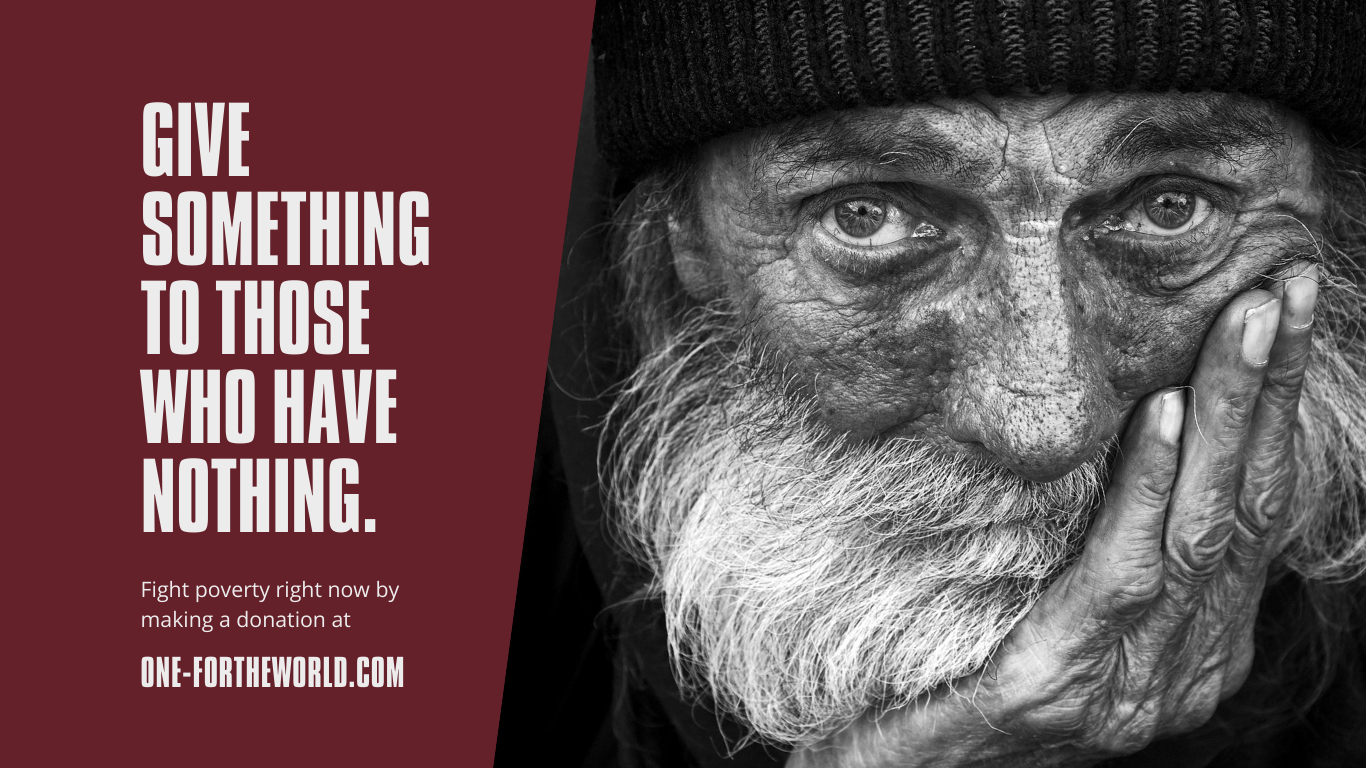 GIVE
SOMETHING
TO THOSE
WHO HAVE
NOTHING.
Fight poverty right now by
making a donation at
ONE-FORTHEWORLD.COM